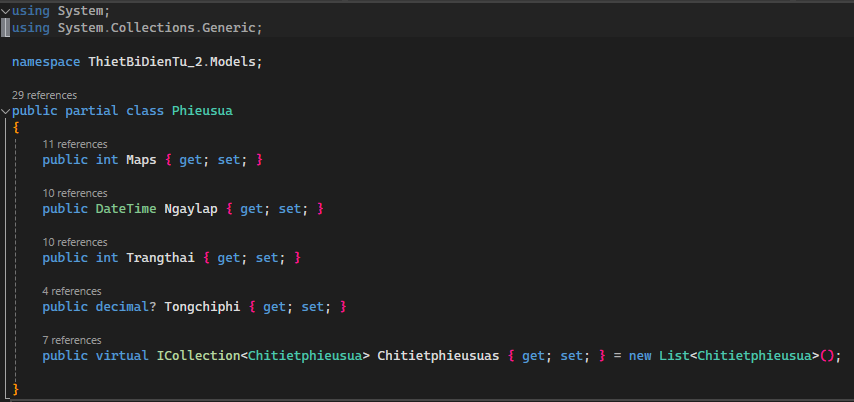 using System;
using System.Collections.Generic;
namespace ThietBiDienTu_2.Models;
29 references
public partial class Phieusua
{
11 references
public int Maps { get; set; }
10 references
public DateTime Ngaylap { get; set; }
10 references
public int Trangthai { get; set; }
4 references
public decimal? Tongchiphi { get; set; }
7 references
public virtual ICollection<Chitietphieusua> Chitietphieusuas { get; set; } = new List<Chitietphieusua>();
}